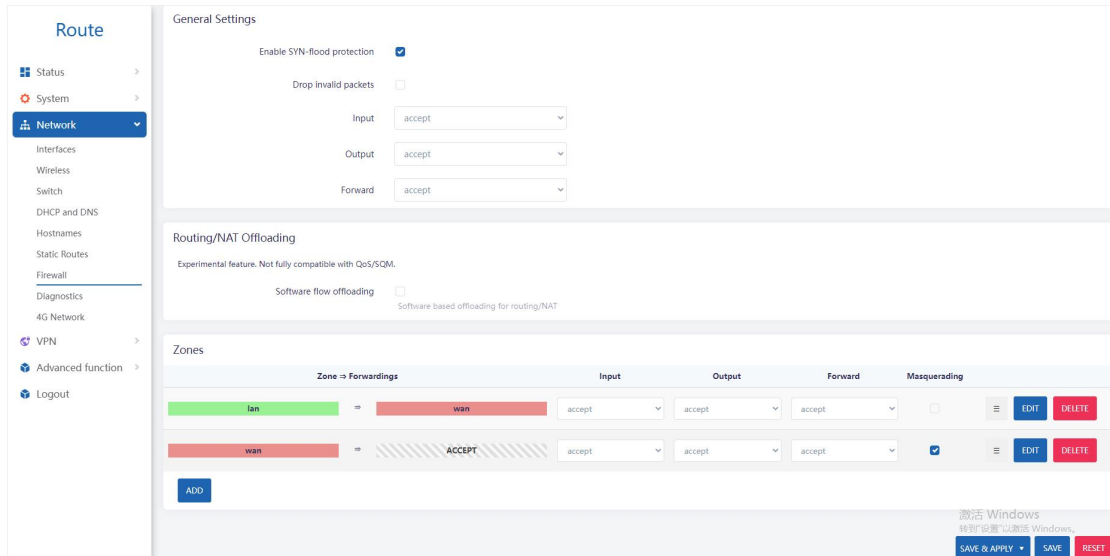 Route
Status
System
Network
Interfaces
Wireless
Switch
DHCP and DNS
Hostnames
Static Routes
Firewall
Diagnostics
4G Network
VPN
Advanced function
Logout
General Settings
Enable SYN-flood protection
Drop invalid packets
Input accept
Output accept
Forward accept
Routing/NAT Offloading
Experimental feature. Not fully compatible with QoS/SQM.
Software flow offloading
Software based offloading for routing/NAT
Zones
Zone ⇒ Forwardings Input Output Forward Masquerading
lan ⇒ wan accept accept accept EDIT DELETE
wan ⇒ ACCEPT accept accept accept EDIT DELETE
ADD
激活 Windows
转到"设置"以激活 Windows。
SAVE & APPLY SAVE RESET